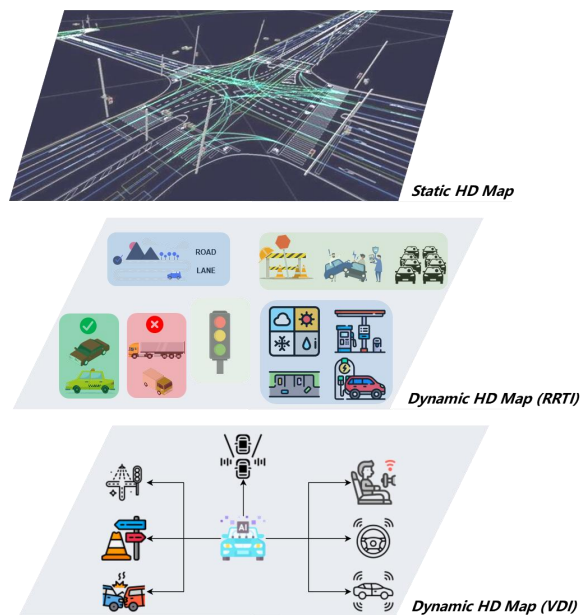 Static HD Map
ROAD
LANE
Dynamic HD Map (RRTI)
AI
Dynamic HD Map (VDI)